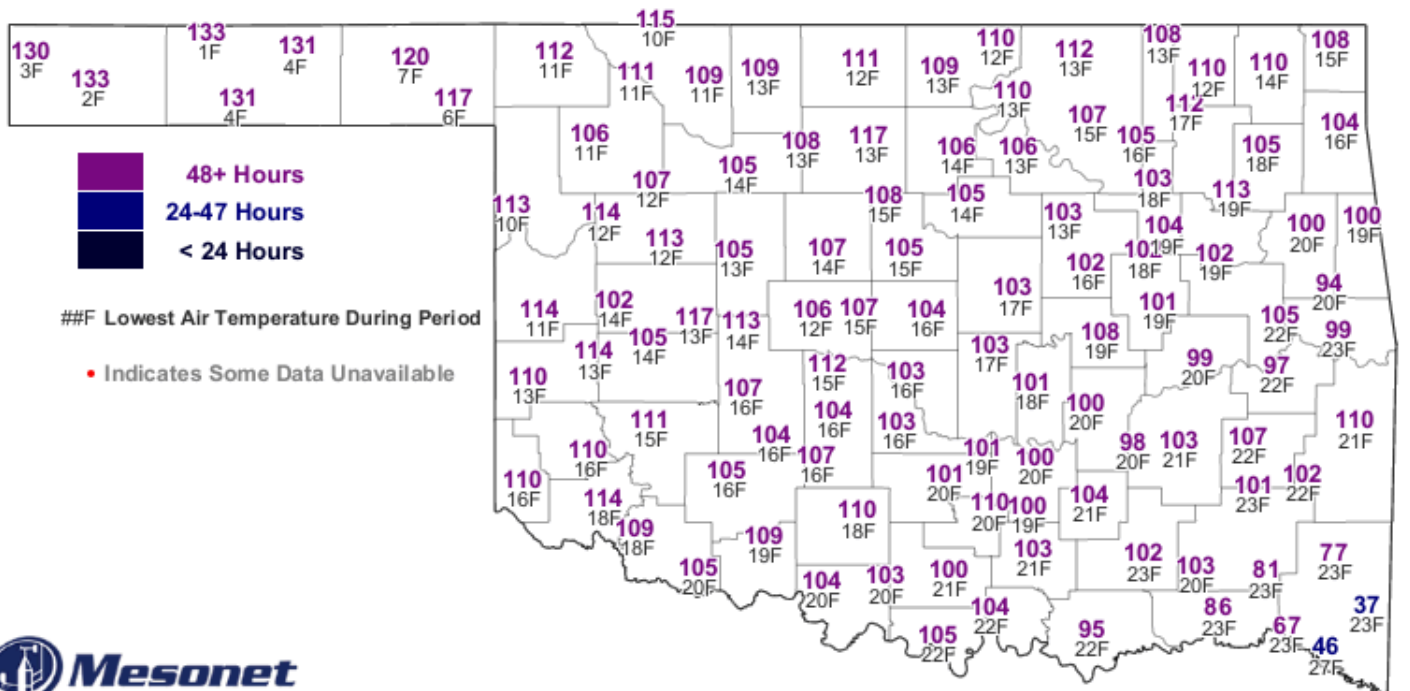 115
10F
133
1F
131
4F
130
3F
133
2F
131
4F
120
7F
117
6F
112
11F
111
11F
109
11F
109
13F
111
12F
109
13F
110
12F
112
13F
108
13F
110
12F
110
14F
108
15F
110
13F
107
15F
112
17F
104
16F
106
11F
108
13F
117
13F
106
14F
106
13F
105
16F
105
18F
105
14F
107
12F
103
18F
113
19F
48+ Hours
24-47 Hours
< 24 Hours
##F Lowest Air Temperature During Period
• Indicates Some Data Unavailable
113
10F
114
12F
113
12F
105
13F
107
14F
108
15F
105
14F
105
15F
103
13F
104
19F
100
20F
100
19F
102
16F
18F
102
19F
103
17F
101
19F
94
20F
114
11F
102
14F
117
13F
113
14F
106
12F
107
15F
104
16F
105
22F
99
23F
105
14F
114
13F
108
19F
103
17F
99
20F
97
22F
110
13F
107
16F
112
15F
103
16F
101
18F
100
20F
111
15F
104
16F
104
16F
103
16F
98
20F
103
21F
107
22F
110
21F
110
16F
105
16F
107
16F
101
19F
100
20F
110
16F
101
20F
104
21F
101
23F
102
22F
114
18F
110
18F
110
20F
100
19F
109
18F
109
19F
103
21F
102
23F
103
20F
81
23F
77
23F
105
20F
104
20F
103
20F
100
21F
104
22F
105
22F
95
22F
86
23F
67
23F
37
23F
46
27F
Mesonet